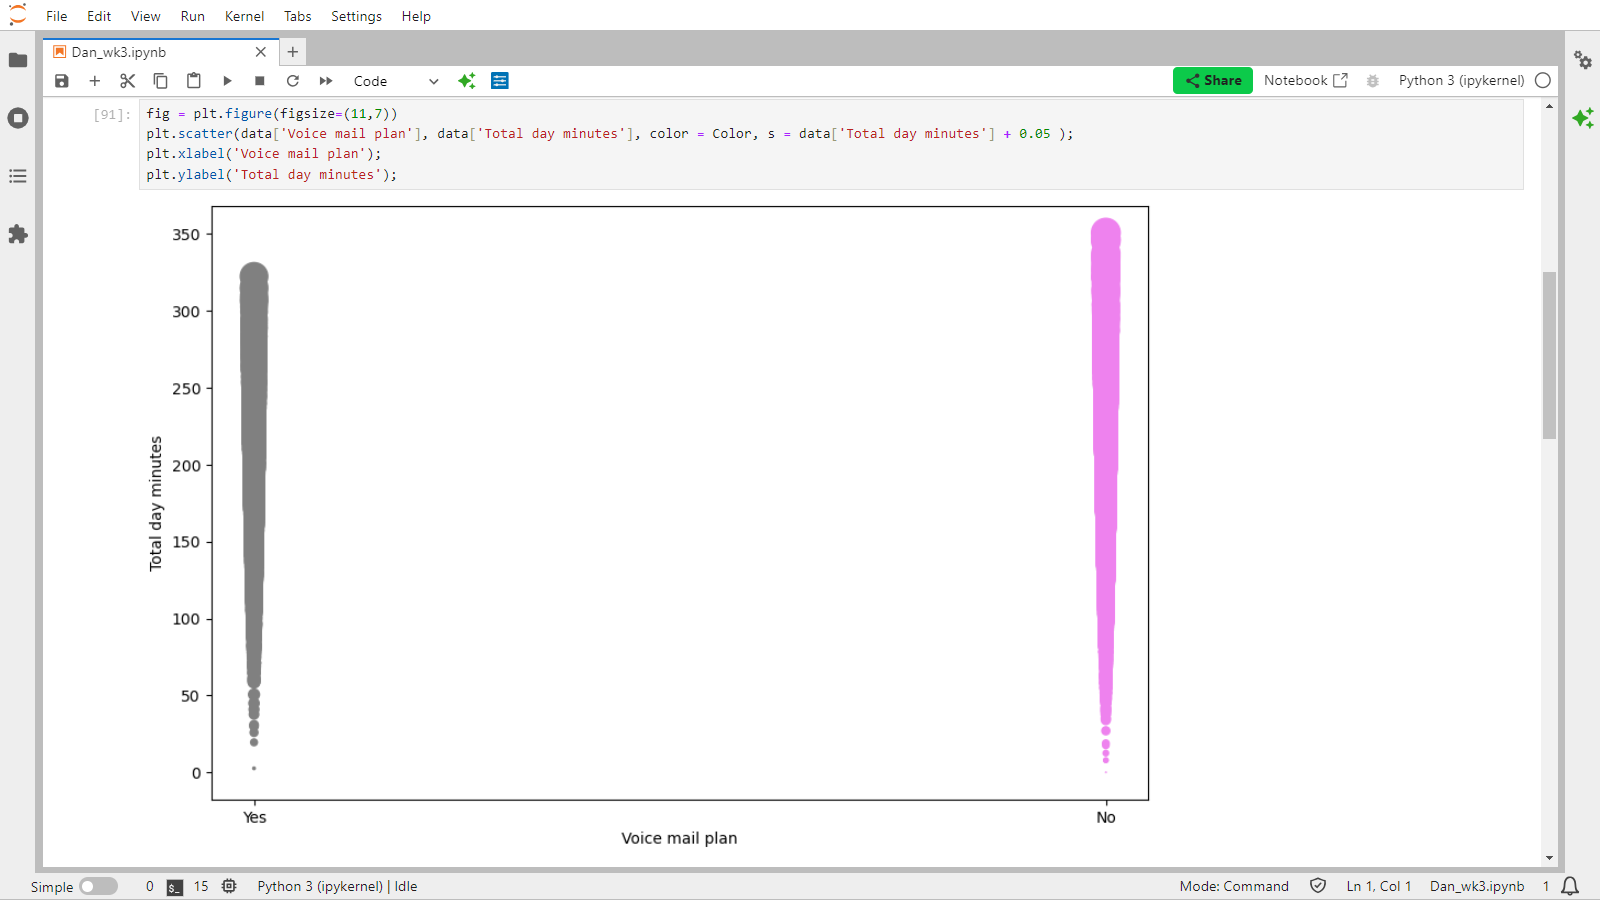 File Edit View Run Kernel Tabs Settings Help
Dan_wk3.ipynb
Code
Share
Notebook
Python 3 (ipykernel)
[91]:
fig = plt.figure(figsize=(11,7))
plt.scatter(data['Voice mail plan'], data['Total day minutes'], color = Color, s = data['Total day minutes'] + 0.05 );
plt.xlabel('Voice mail plan');
plt.ylabel('Total day minutes');
350
300
250
200
150
100
50
0
Total day minutes
Yes
No
Voice mail plan
Simple 0 $_ 15 Python 3 (ipykernel) | Idle Mode: Command Ln 1, Col 1 Dan_wk3.ipynb 1